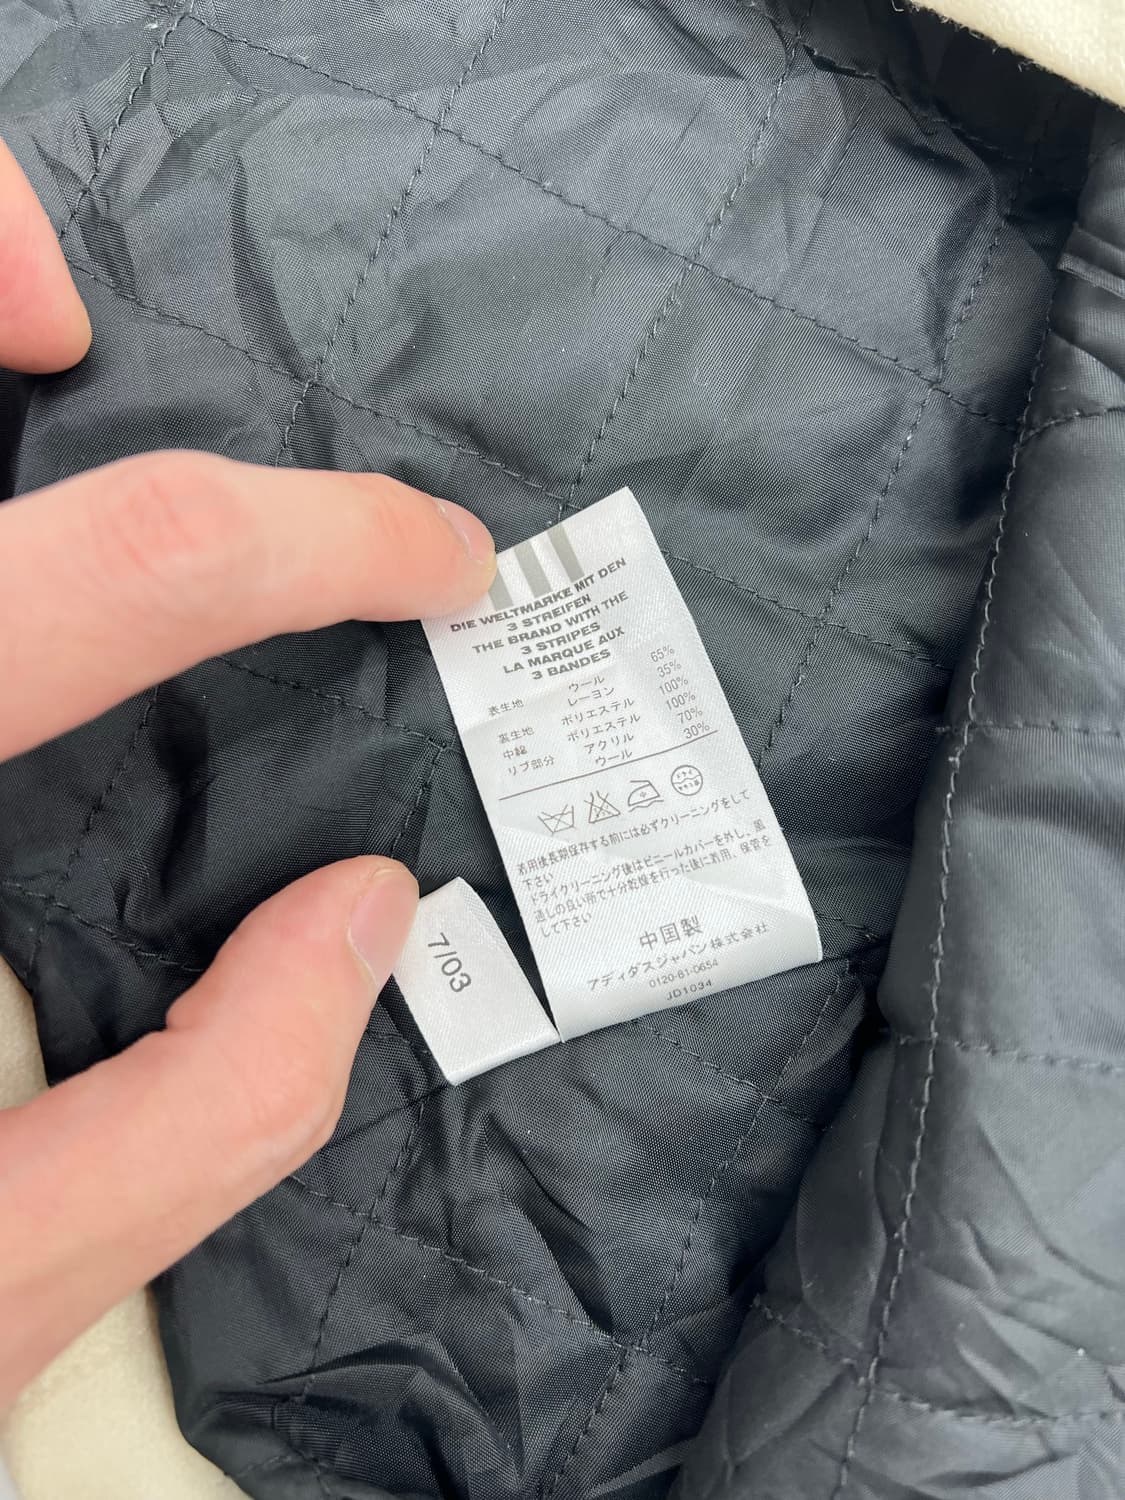 DIE WELTMARKE MIT DEN
3 STREIFEN
THE BRAND WITH THE
3 STRIPES
LA MARQUE AUX
3 BANDES
表生地 ウール 65%
レーヨン 35%
裏生地 ポリエステル 100%
中綿 ポリエステル 100%
リブ部分 アクリル 70%
ウール 30%
ドライ
着用後長期保存する前には必ずクリーニングをして
下さい
ドライクリーニング後はビニールカバーを外し、風
通しの良い所で十分乾燥を行った後に着用、保管を
して下さい
中国製
アディダスジャパン株式会社
0120-81-0654
JD1034
7/03